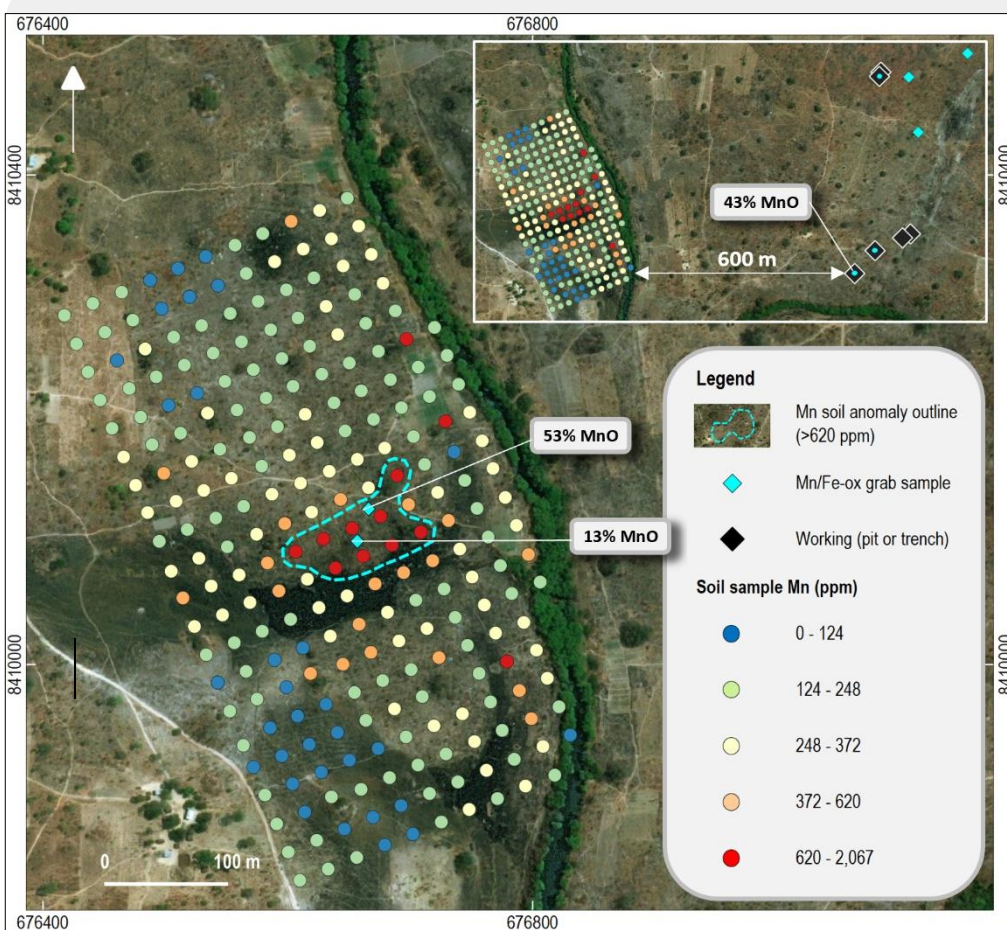 676400
676800
8410400
8410400
43% MnO
600 m
53% MnO
13% MnO
Legend
Mn soil anomaly outline
(>620 ppm)
Mn/Fe-ox grab sample
Working (pit or trench)
Soil sample Mn (ppm)
0 - 124
124 - 248
248 - 372
372 - 620
620 - 2,067
8410000
8410000
0
100 m
676400
676800